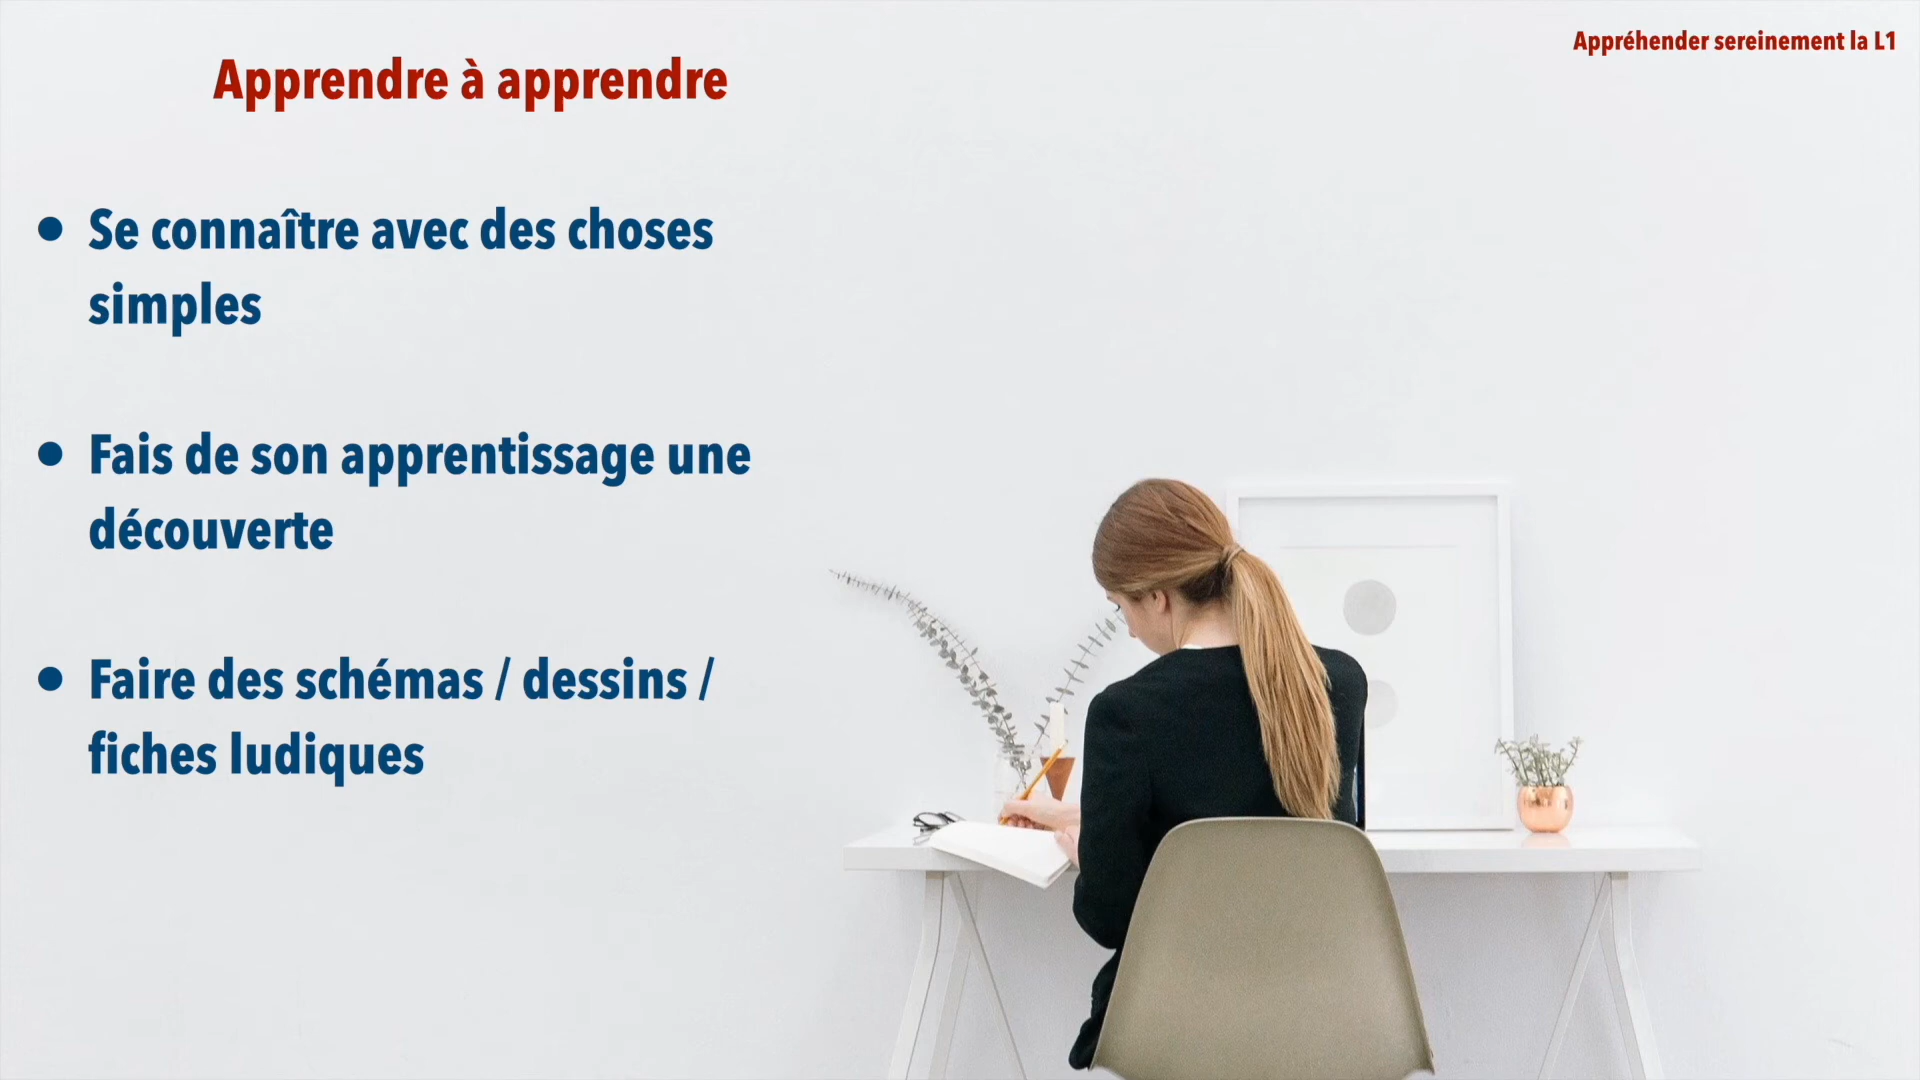 Appréhender sereinement la L1
Apprendre à apprendre
• Se connaître avec des choses
simples
• Fais de son apprentissage une
découverte
• Faire des schémas / dessins /
fiches ludiques